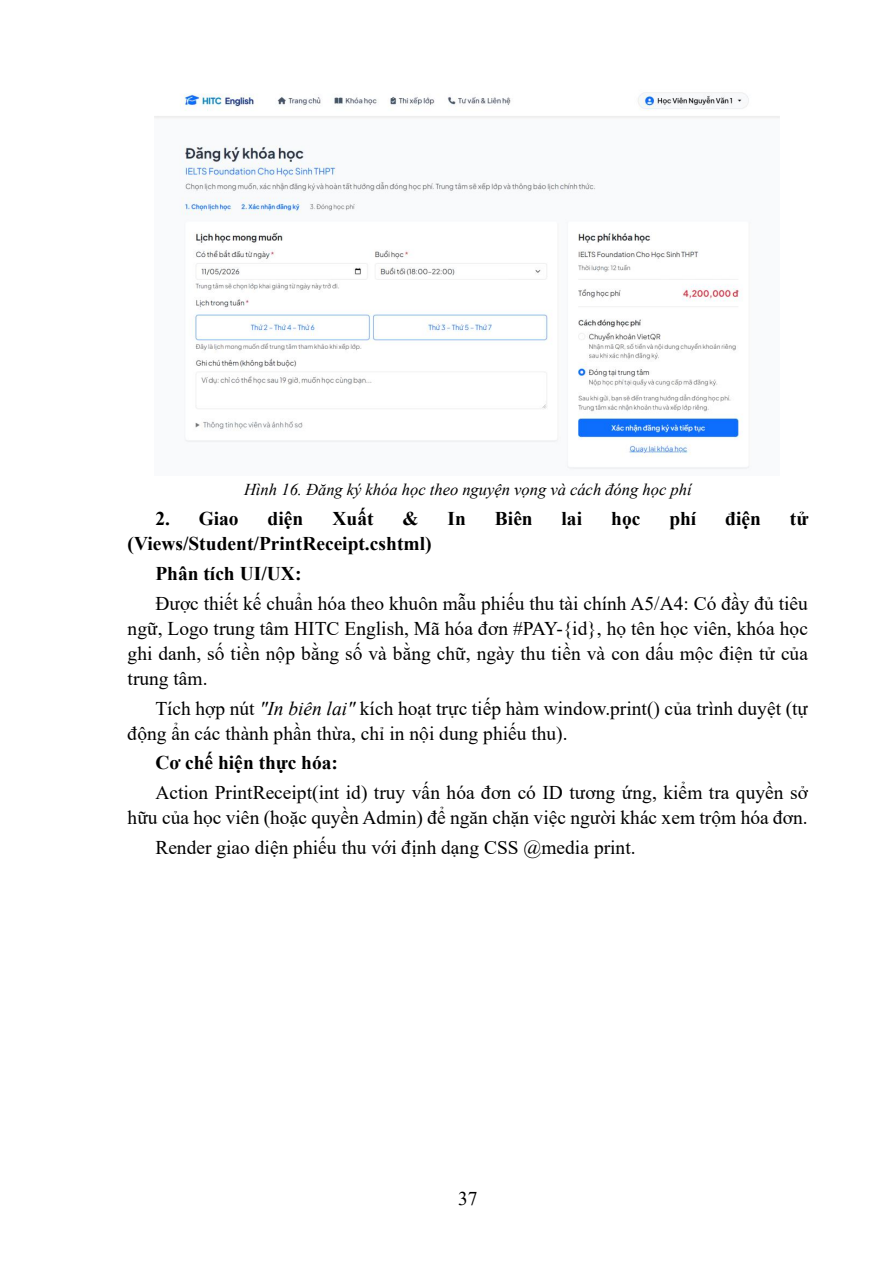 HITC English Trang chủ Khóa học Thi xếp lớp Tư vấn & Liên hệ Học Viên Nguyễn Văn 1
Đăng ký khóa học
IELTS Foundation Cho Học Sinh THPT
Chọn lịch mong muốn, xác nhận đăng ký và hoàn tất hướng dẫn đóng học phí. Trung tâm sẽ xếp lớp và thông báo lịch chính thức.
1. Chọn lịch học 2. Xác nhận đăng ký 3. Đóng học phí
Lịch học mong muốn
Có thể bắt đầu từ ngày * Buổi học *
11/05/2026 Buổi tối (18:00-22:00)
Trung tâm sẽ chọn lớp khai giảng từ ngày này trở đi.
Lịch trong tuần *
Thứ 2 - Thứ 4 - Thứ 6 Thứ 3 - Thứ 5 - Thứ 7
Đây là lịch mong muốn để trung tâm tham khảo khi xếp lớp.
Ghi chú thêm (không bắt buộc)
Ví dụ: chỉ có thể học sau 19 giờ, muốn học cùng bạn...
Thông tin học viên và ảnh hồ sơ
Học phí khóa học
IELTS Foundation Cho Học Sinh THPT
Thời lượng: 12 tuần
Tổng học phí 4,200,000 đ
Cách đóng học phí
Chuyển khoản VietQR
Nhận mã QR, số tiền và nội dung chuyển khoản riêng
sau khi xác nhận đăng ký.
Đóng tại trung tâm
Nộp học phí tại quầy và cung cấp mã đăng ký.
Sau khi gửi, bạn sẽ đến trang hướng dẫn đóng học phí.
Trung tâm xác nhận khoản thu và xếp lớp riêng.
Xác nhận đăng ký và tiếp tục
Quay lại khóa học
Hình 16. Đăng ký khóa học theo nguyện vọng và cách đóng học phí
2. Giao diện Xuất & In Biên lai học phí điện tử
(Views/Student/PrintReceipt.cshtml)
Phân tích UI/UX:
Được thiết kế chuẩn hóa theo khuôn mẫu phiếu thu tài chính A5/A4: Có đầy đủ tiêu
ngữ, Logo trung tâm HITC English, Mã hóa đơn #PAY-{id}, họ tên học viên, khóa học
ghi danh, số tiền nộp bằng số và bằng chữ, ngày thu tiền và con dấu mộc điện tử của
trung tâm.
Tích hợp nút "In biên lai" kích hoạt trực tiếp hàm window.print() của trình duyệt (tự
động ẩn các thành phần thừa, chỉ in nội dung phiếu thu).
Cơ chế hiện thực hóa:
Action PrintReceipt(int id) truy vấn hóa đơn có ID tương ứng, kiểm tra quyền sở
hữu của học viên (hoặc quyền Admin) để ngăn chặn việc người khác xem trộm hóa đơn.
Render giao diện phiếu thu với định dạng CSS @media print.
37